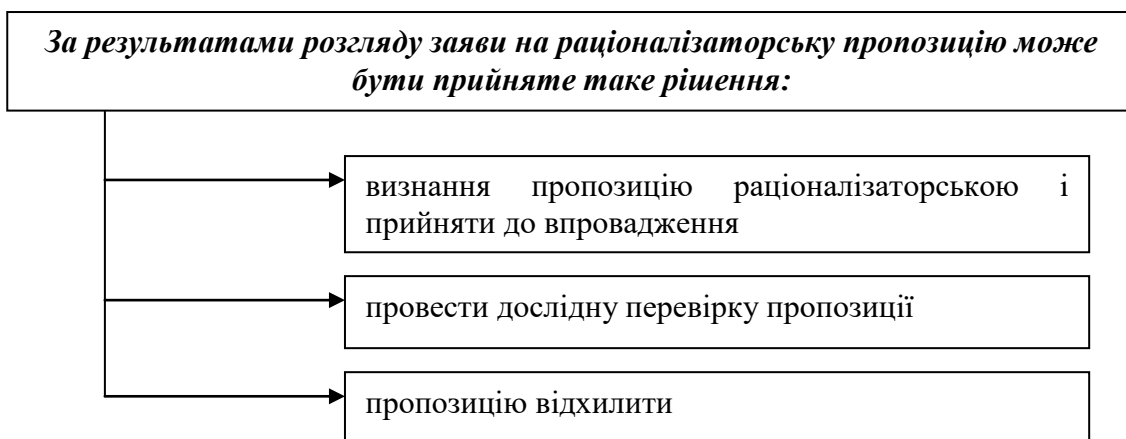 За результатами розгляду заяви на раціоналізаторську пропозицію може
бути прийняте таке рішення:
визнання пропозицію раціоналізаторською і
прийняти до впровадження
провести дослідну перевірку пропозиції
пропозицію відхилити